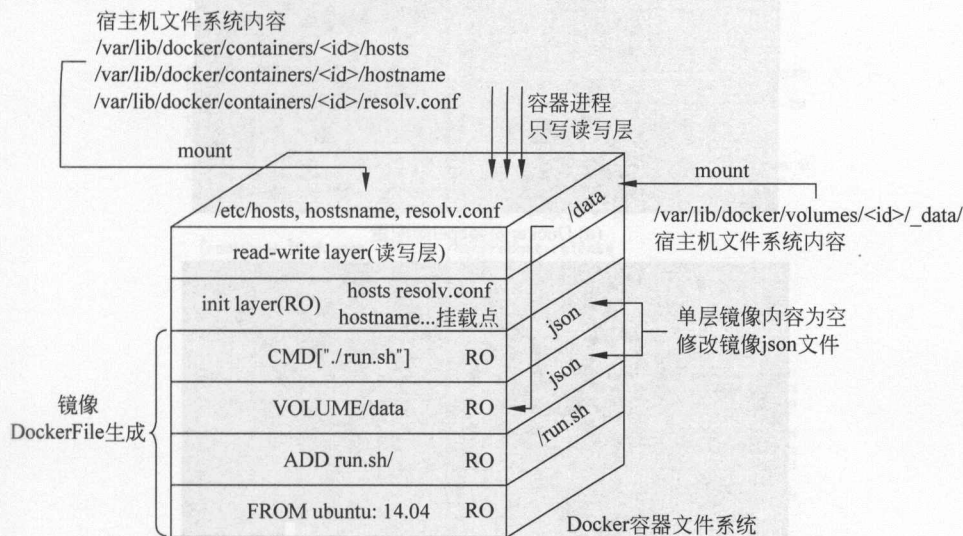 宿主机文件系统内容
/var/lib/docker/containers/<id>/hosts
/var/lib/docker/containers/<id>/hostname
/var/lib/docker/containers/<id>/resolv.conf
容器进程
只写读写层
mount
mount
/etc/hosts, hostsname, resolv.conf
/data
/var/lib/docker/volumes/<id>/_data/
宿主机文件系统内容
read-write layer(读写层)
init layer(RO)
hosts resolv.conf
hostname...挂载点
json
单层镜像内容为空
修改镜像json文件
CMD["./run.sh"] RO
json
镜像
DockerFile生成
VOLUME/data RO
/run.sh
ADD run.sh/ RO
FROM ubuntu: 14.04 RO
Docker容器文件系统